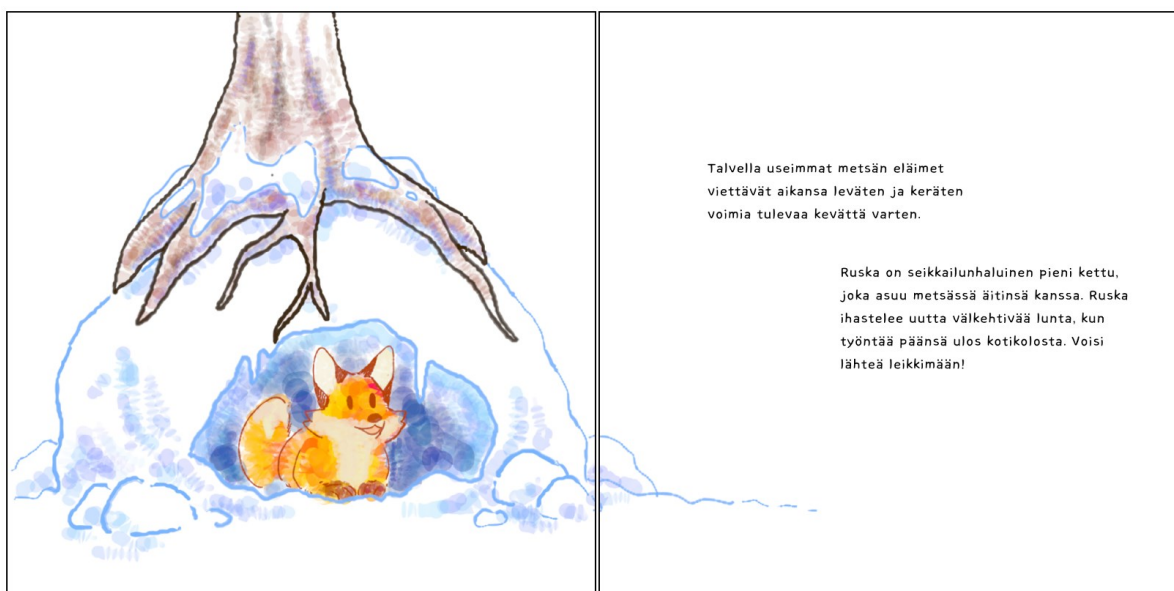 Talvella useimmat metsän eläimet
viettävät aikansa leväten ja keräten
voimia tulevaa kevättä varten.
Ruska on seikkailunhaluinen pieni kettu,
joka asuu metsässä äitinsä kanssa. Ruska
ihastelee uutta välkehtivää lunta, kun
työntää päänsä ulos kotikolosta. Voisi
lähteä leikkimään!